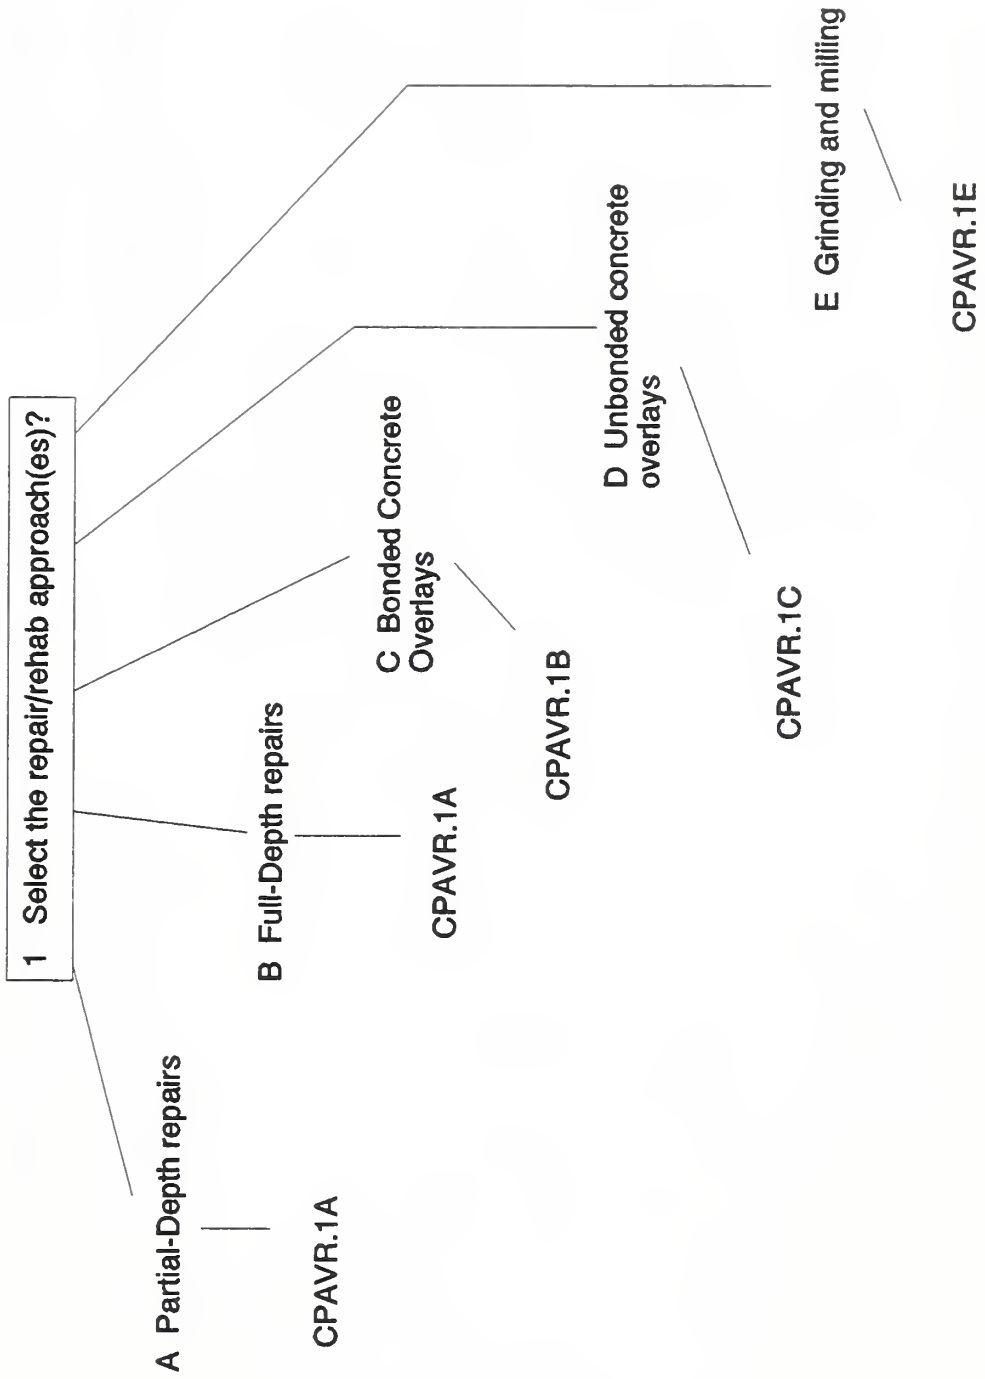 1 Select the repair/rehab approach(es)?
A Partial-Depth repairs
CPAVR.1A
B Full-Depth repairs
CPAVR.1A
C Bonded Concrete
Overlays
CPAVR.1B
D Unbonded concrete
overlays
CPAVR.1C
E Grinding and milling
CPAVR.1E